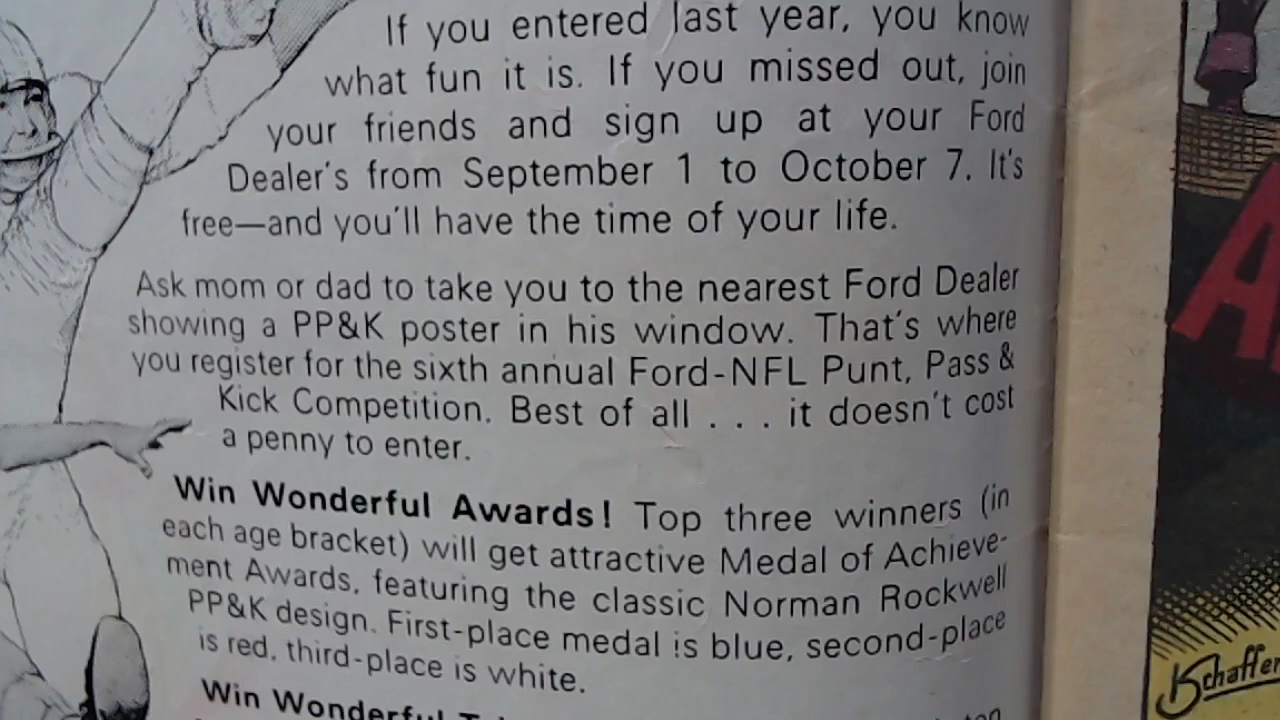 If you entered last year, you know
what fun it is. If you missed out, join
your friends and sign up at your Ford
Dealer's from September 1 to October 7. It's
free—and you'll have the time of your life.
Ask mom or dad to take you to the nearest Ford Dealer
showing a PP&K poster in his window. That's where
you register for the sixth annual Ford-NFL Punt, Pass &
Kick Competition. Best of all . . . it doesn't cost
a penny to enter.
Win Wonderful Awards! Top three winners (in
each age bracket) will get attractive Medal of Achieve-
ment Awards, featuring the classic Norman Rockwell
PP&K design. First-place medal is blue, second-place
is red, third-place is white.
Win Wonderful
Schaffen